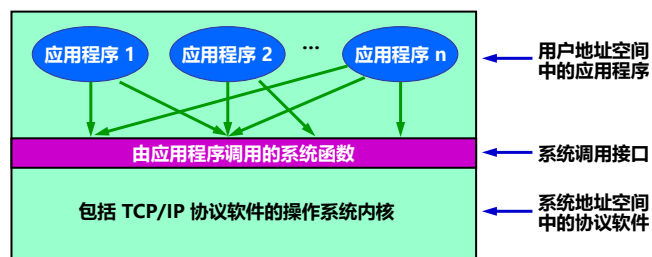 应用程序 1
应用程序 2
...
应用程序 n
用户地址空间
中的应用程序
由应用程序调用的系统函数
系统调用接口
包括 TCP/IP 协议软件的操作系统内核
系统地址空间
中的协议软件